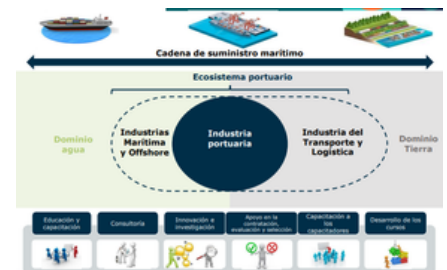 Cadena de suministro marítimo
Ecosistema portuario
Dominio
agua
Industrias
Marítima
y Offshore
Industria
portuaria
Industria del
Transporte y
Logística
Dominio
Tierra
Educación y
capacitación
Consultoría
Innovación e
investigación
Apoyo en la
contratación,
evaluación y selección
Capacitación a
los
capacitadores
Desarrollo de los
cursos